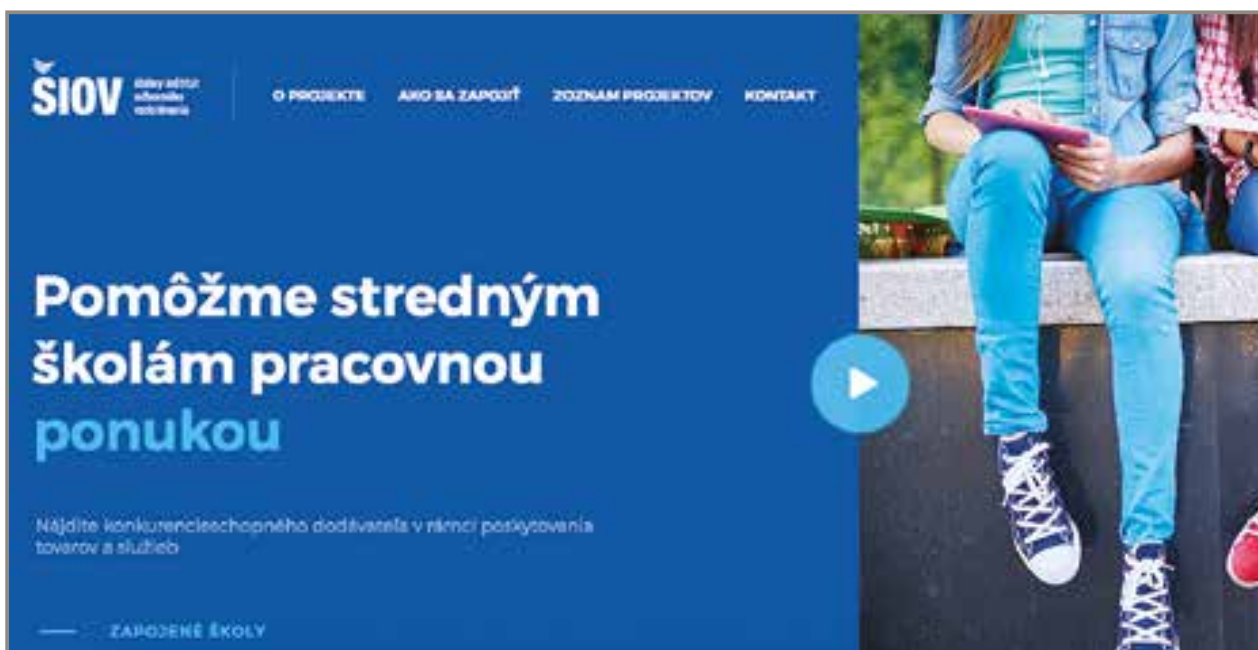 ŠIOV
O PROJEKTE AKO SA ZAPOJIŤ ZOZNAM PROJEKTOV KONTAKT
Pomôžme stredným
školám pracovnou
ponukou
Nájdite konkurencieschopného dodávateľa v rámci poskytovania
tovarov a služieb
ZAPOJENÉ ŠKOLY